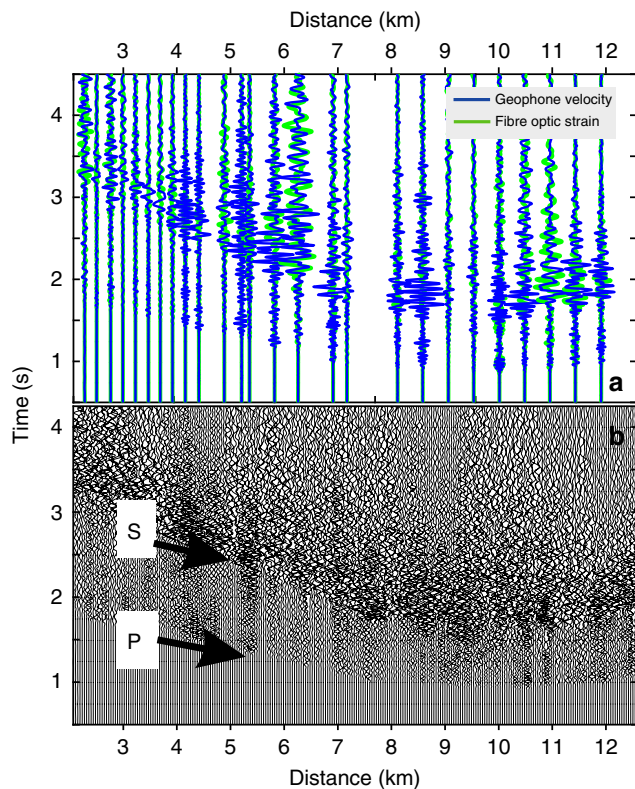 Distance (km)
3 4 5 6 7 8 9 10 11 12
4
Geophone velocity
Fibre optic strain
3
2
1
a
Time (s)
b
4
3
S
2
P
1
3 4 5 6 7 8 9 10 11 12
Distance (km)